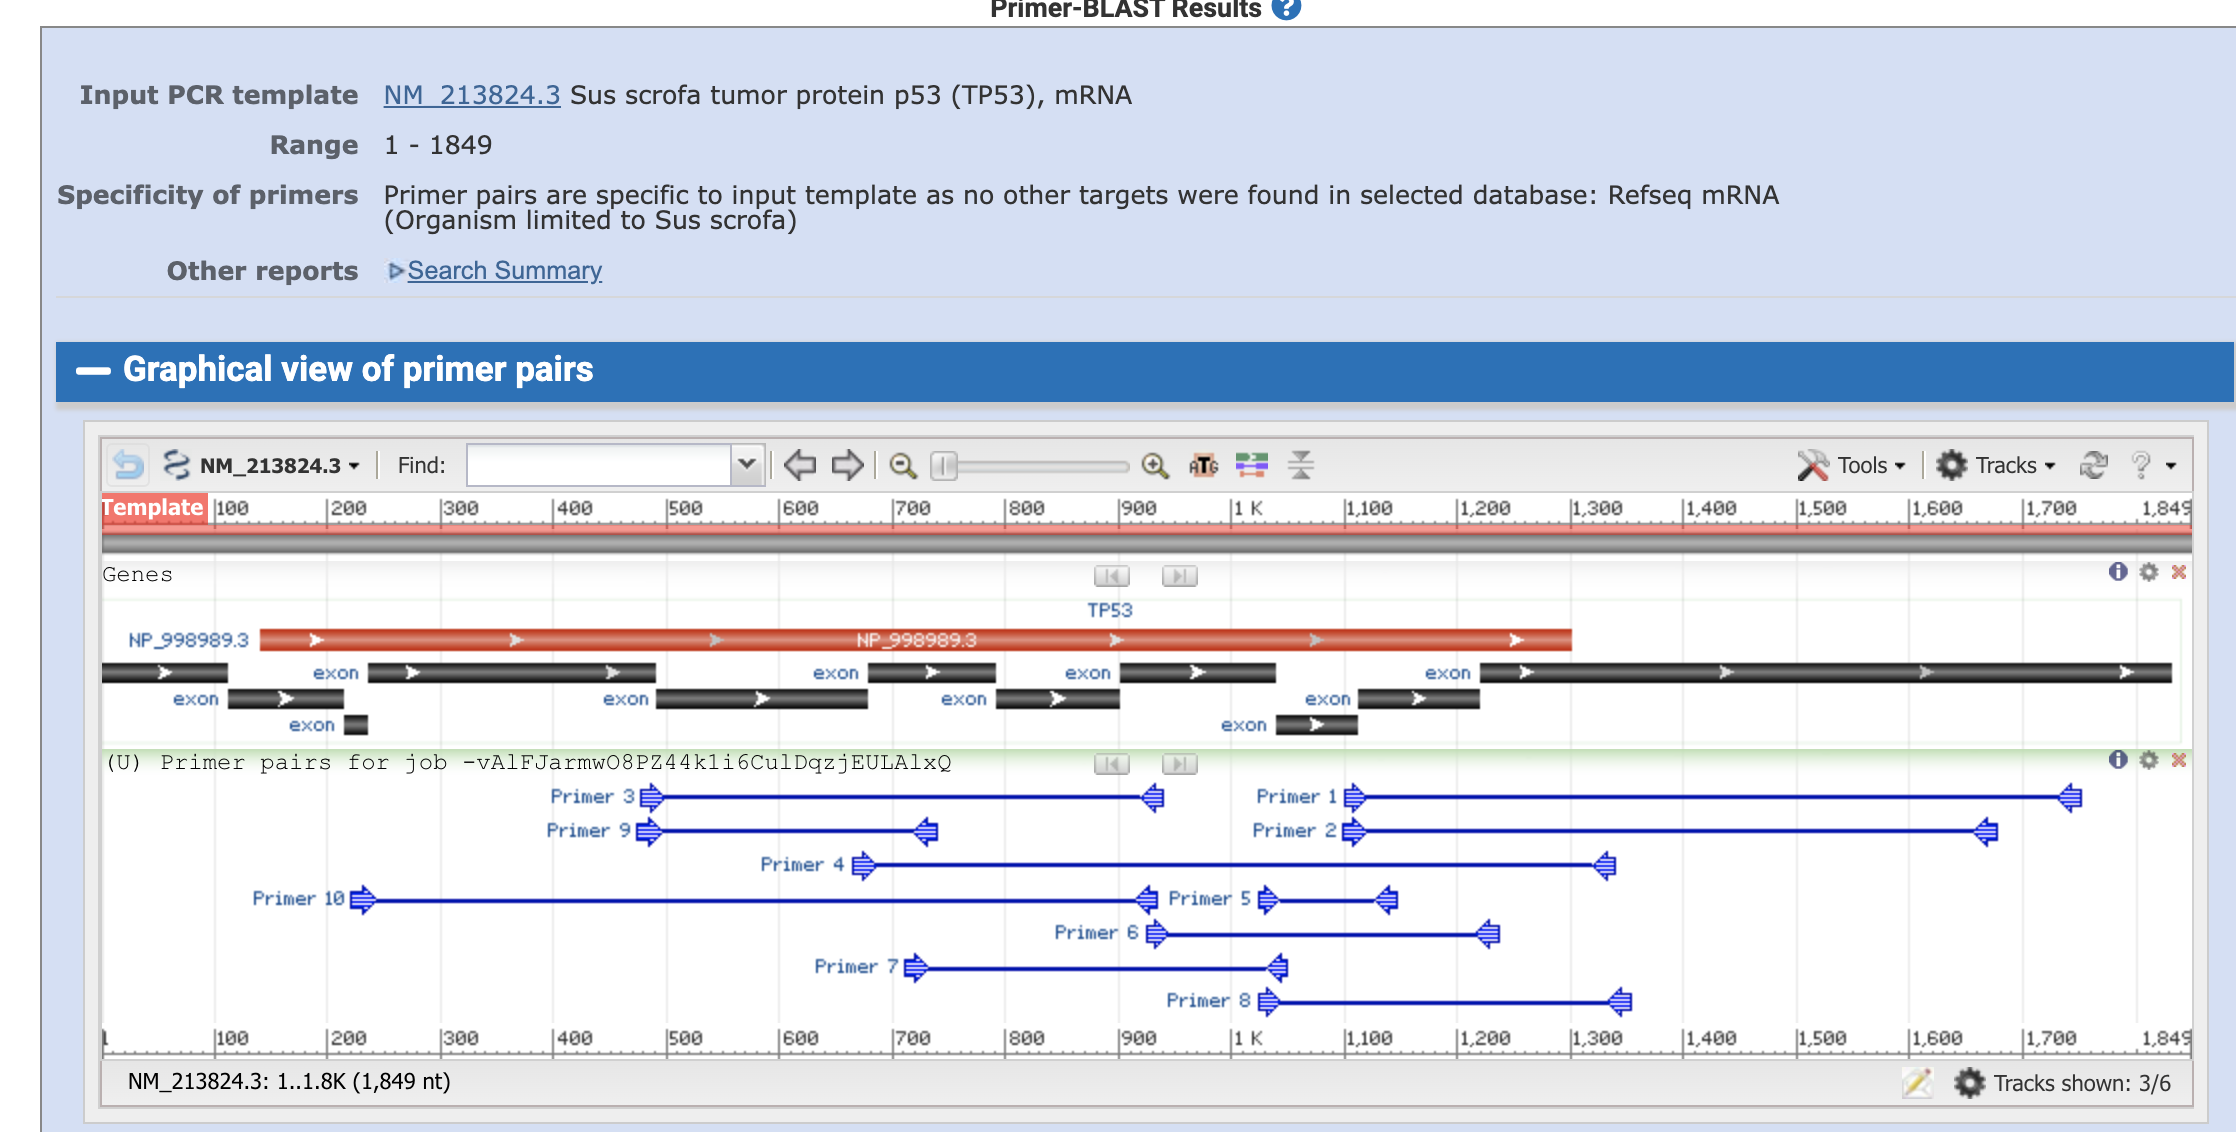 Primer-BLAST Results ?
Input PCR template NM_213824.3 Sus scrofa tumor protein p53 (TP53), mRNA
Range 1 - 1849
Specificity of primers Primer pairs are specific to input template as no other targets were found in selected database: Refseq mRNA
(Organism limited to Sus scrofa)
Other reports Search Summary
Graphical view of primer pairs
NM_213824.3 Find: ATG Tools Tracks ?
Template 100 200 300 400 500 600 700 800 900 1 K 1,100 1,200 1,300 1,400 1,500 1,600 1,700 1,849
Genes
TP53
NP_998989.3 NP_998989.3
exon exon exon exon
exon exon exon exon
exon exon
(U) Primer pairs for job -vAlFJarmwO8PZ44k1i6CulDqzjEULAlxQ
Primer 3 Primer 1
Primer 9 Primer 2
Primer 4
Primer 10 Primer 5
Primer 6
Primer 7
Primer 8
1 100 200 300 400 500 600 700 800 900 1 K 1,100 1,200 1,300 1,400 1,500 1,600 1,700 1,849
NM_213824.3: 1..1.8K (1,849 nt) Tracks shown: 3/6